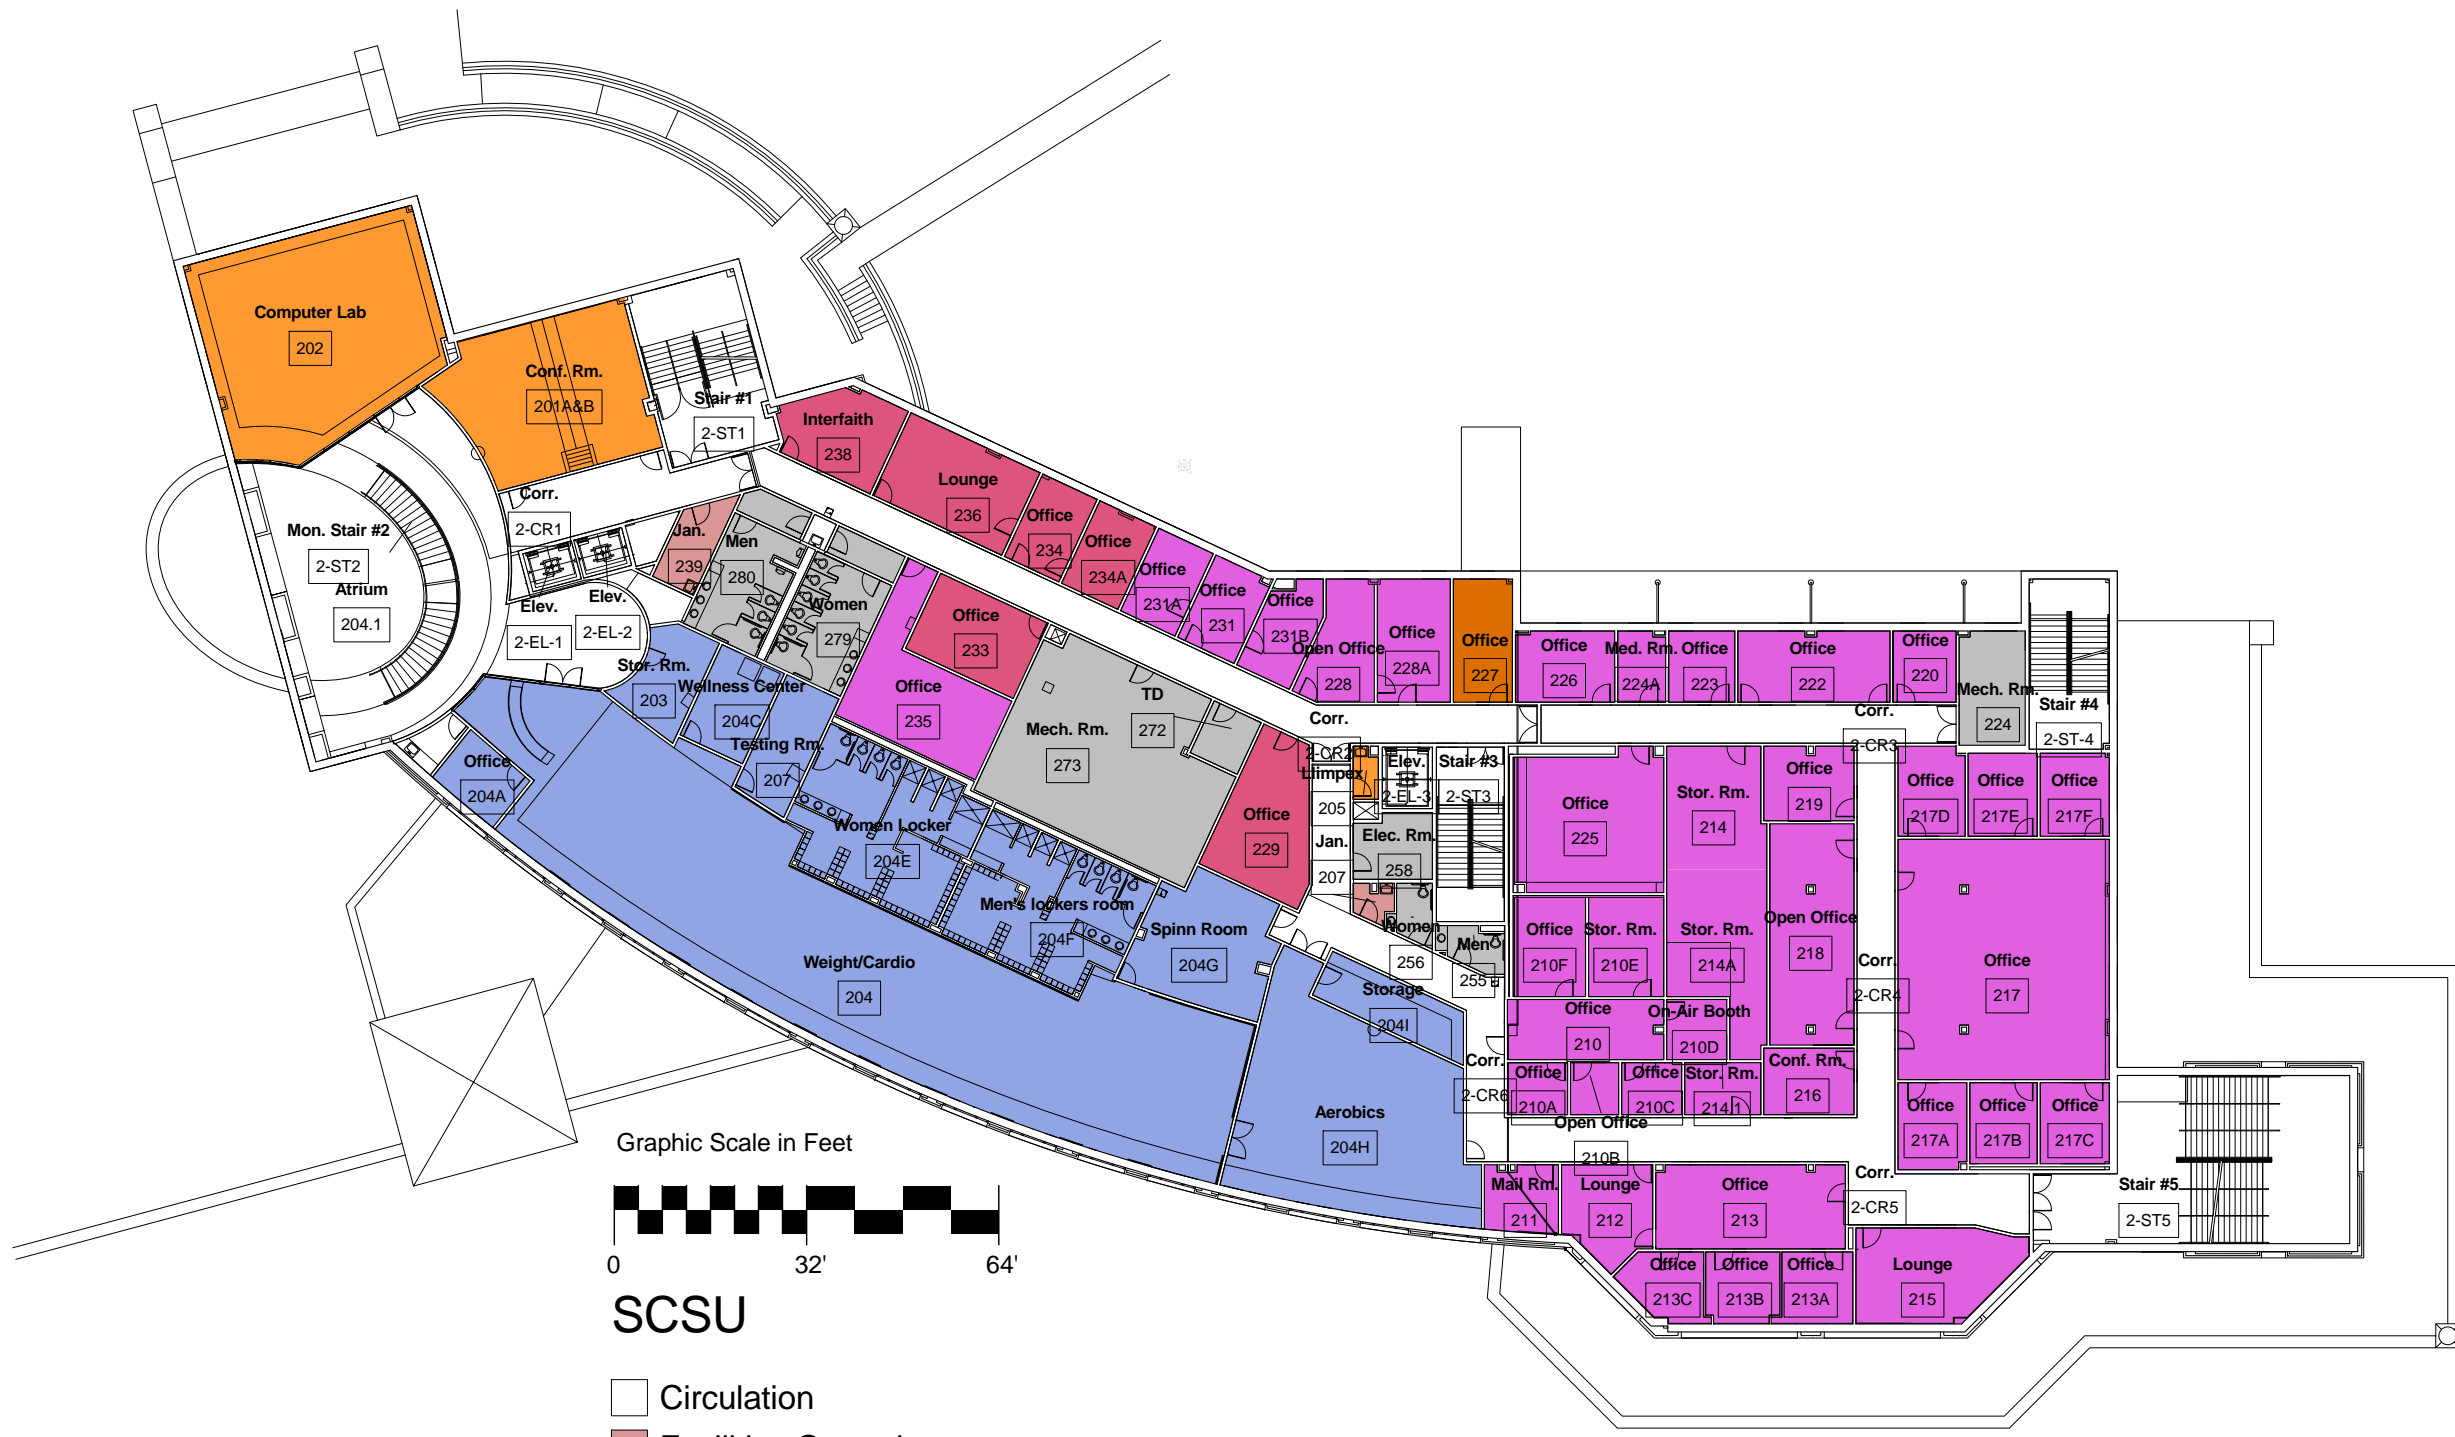 Computer Lab
202
Conf. Rm.
201A&B
Stair #1
2-ST1
Interfaith
238
Lounge
236
Office
234
Office
234A
Office
231A
Office
231
Office
231B
Open Office
228
Office
228A
Office
227
Office
226
Med. Rm.
224A
Office
223
Office
222
Office
220
Mech. Rm.
224
Stair #4
2-ST-4
Corr.
2-CR1
Mon. Stair #2
2-ST2
Atrium
204.1
Elev.
2-EL-1
Elev.
2-EL-2
Jan.
239
Men
280
Women
279
Office
233
Office
235
Stor. Rm.
203
Wellness Center
204C
Testing Rm.
207
Office
204A
TD
272
Mech. Rm.
273
Corr.
2-CR2
Corr.
2-CR3
Llimpex
205
Elev.
2-EL-3
Stair #3
2-ST3
Office
229
Jan.
207
Elec. Rm.
258
Office
225
Stor. Rm.
214
Office
219
Office
217D
Office
217E
Office
217F
Women Locker
204E
Men's lockers room
204F
Spinn Room
204G
Women
256
Men
255
Office
210F
Stor. Rm.
210E
Stor. Rm.
214A
Open Office
218
Corr.
2-CR4
Office
217
Weight/Cardio
204
Storage
204I
Office
210
On-Air Booth
210D
Corr.
2-CR6
Office
210A
Office
210C
Stor. Rm.
214.1
Conf. Rm.
216
Open Office
210B
Office
217A
Office
217B
Office
217C
Aerobics
204H
Mail Rm.
211
Lounge
212
Office
213
Corr.
2-CR5
Stair #5
2-ST5
Office
213C
Office
213B
Office
213A
Lounge
215
Graphic Scale in Feet
0 32' 64'
SCSU
Circulation